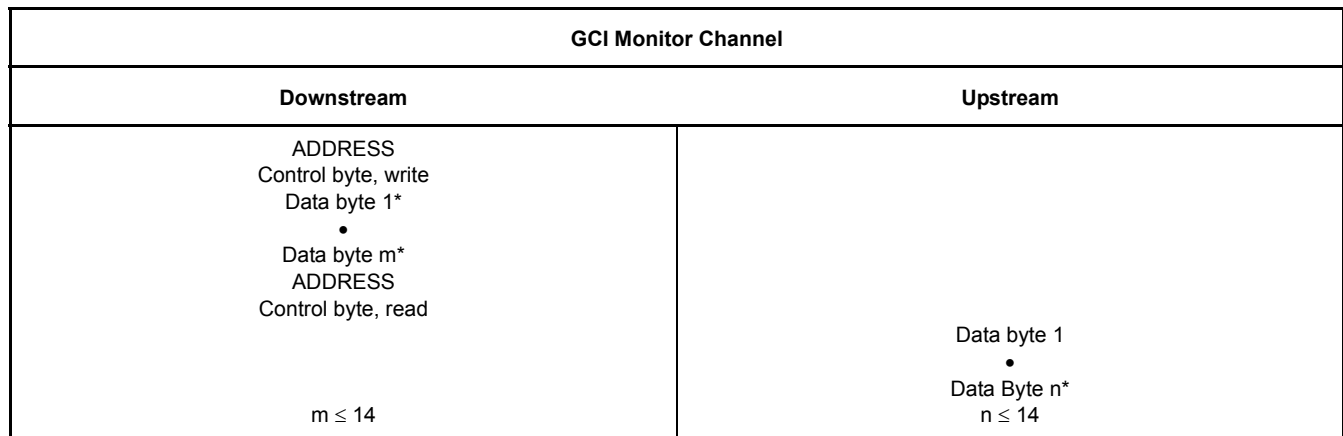 GCI Monitor Channel
Downstream
Upstream
ADDRESS
Control byte, write
Data byte 1*
•
Data byte m*
ADDRESS
Control byte, read
m ≤ 14
Data byte 1
•
Data Byte n*
n ≤ 14